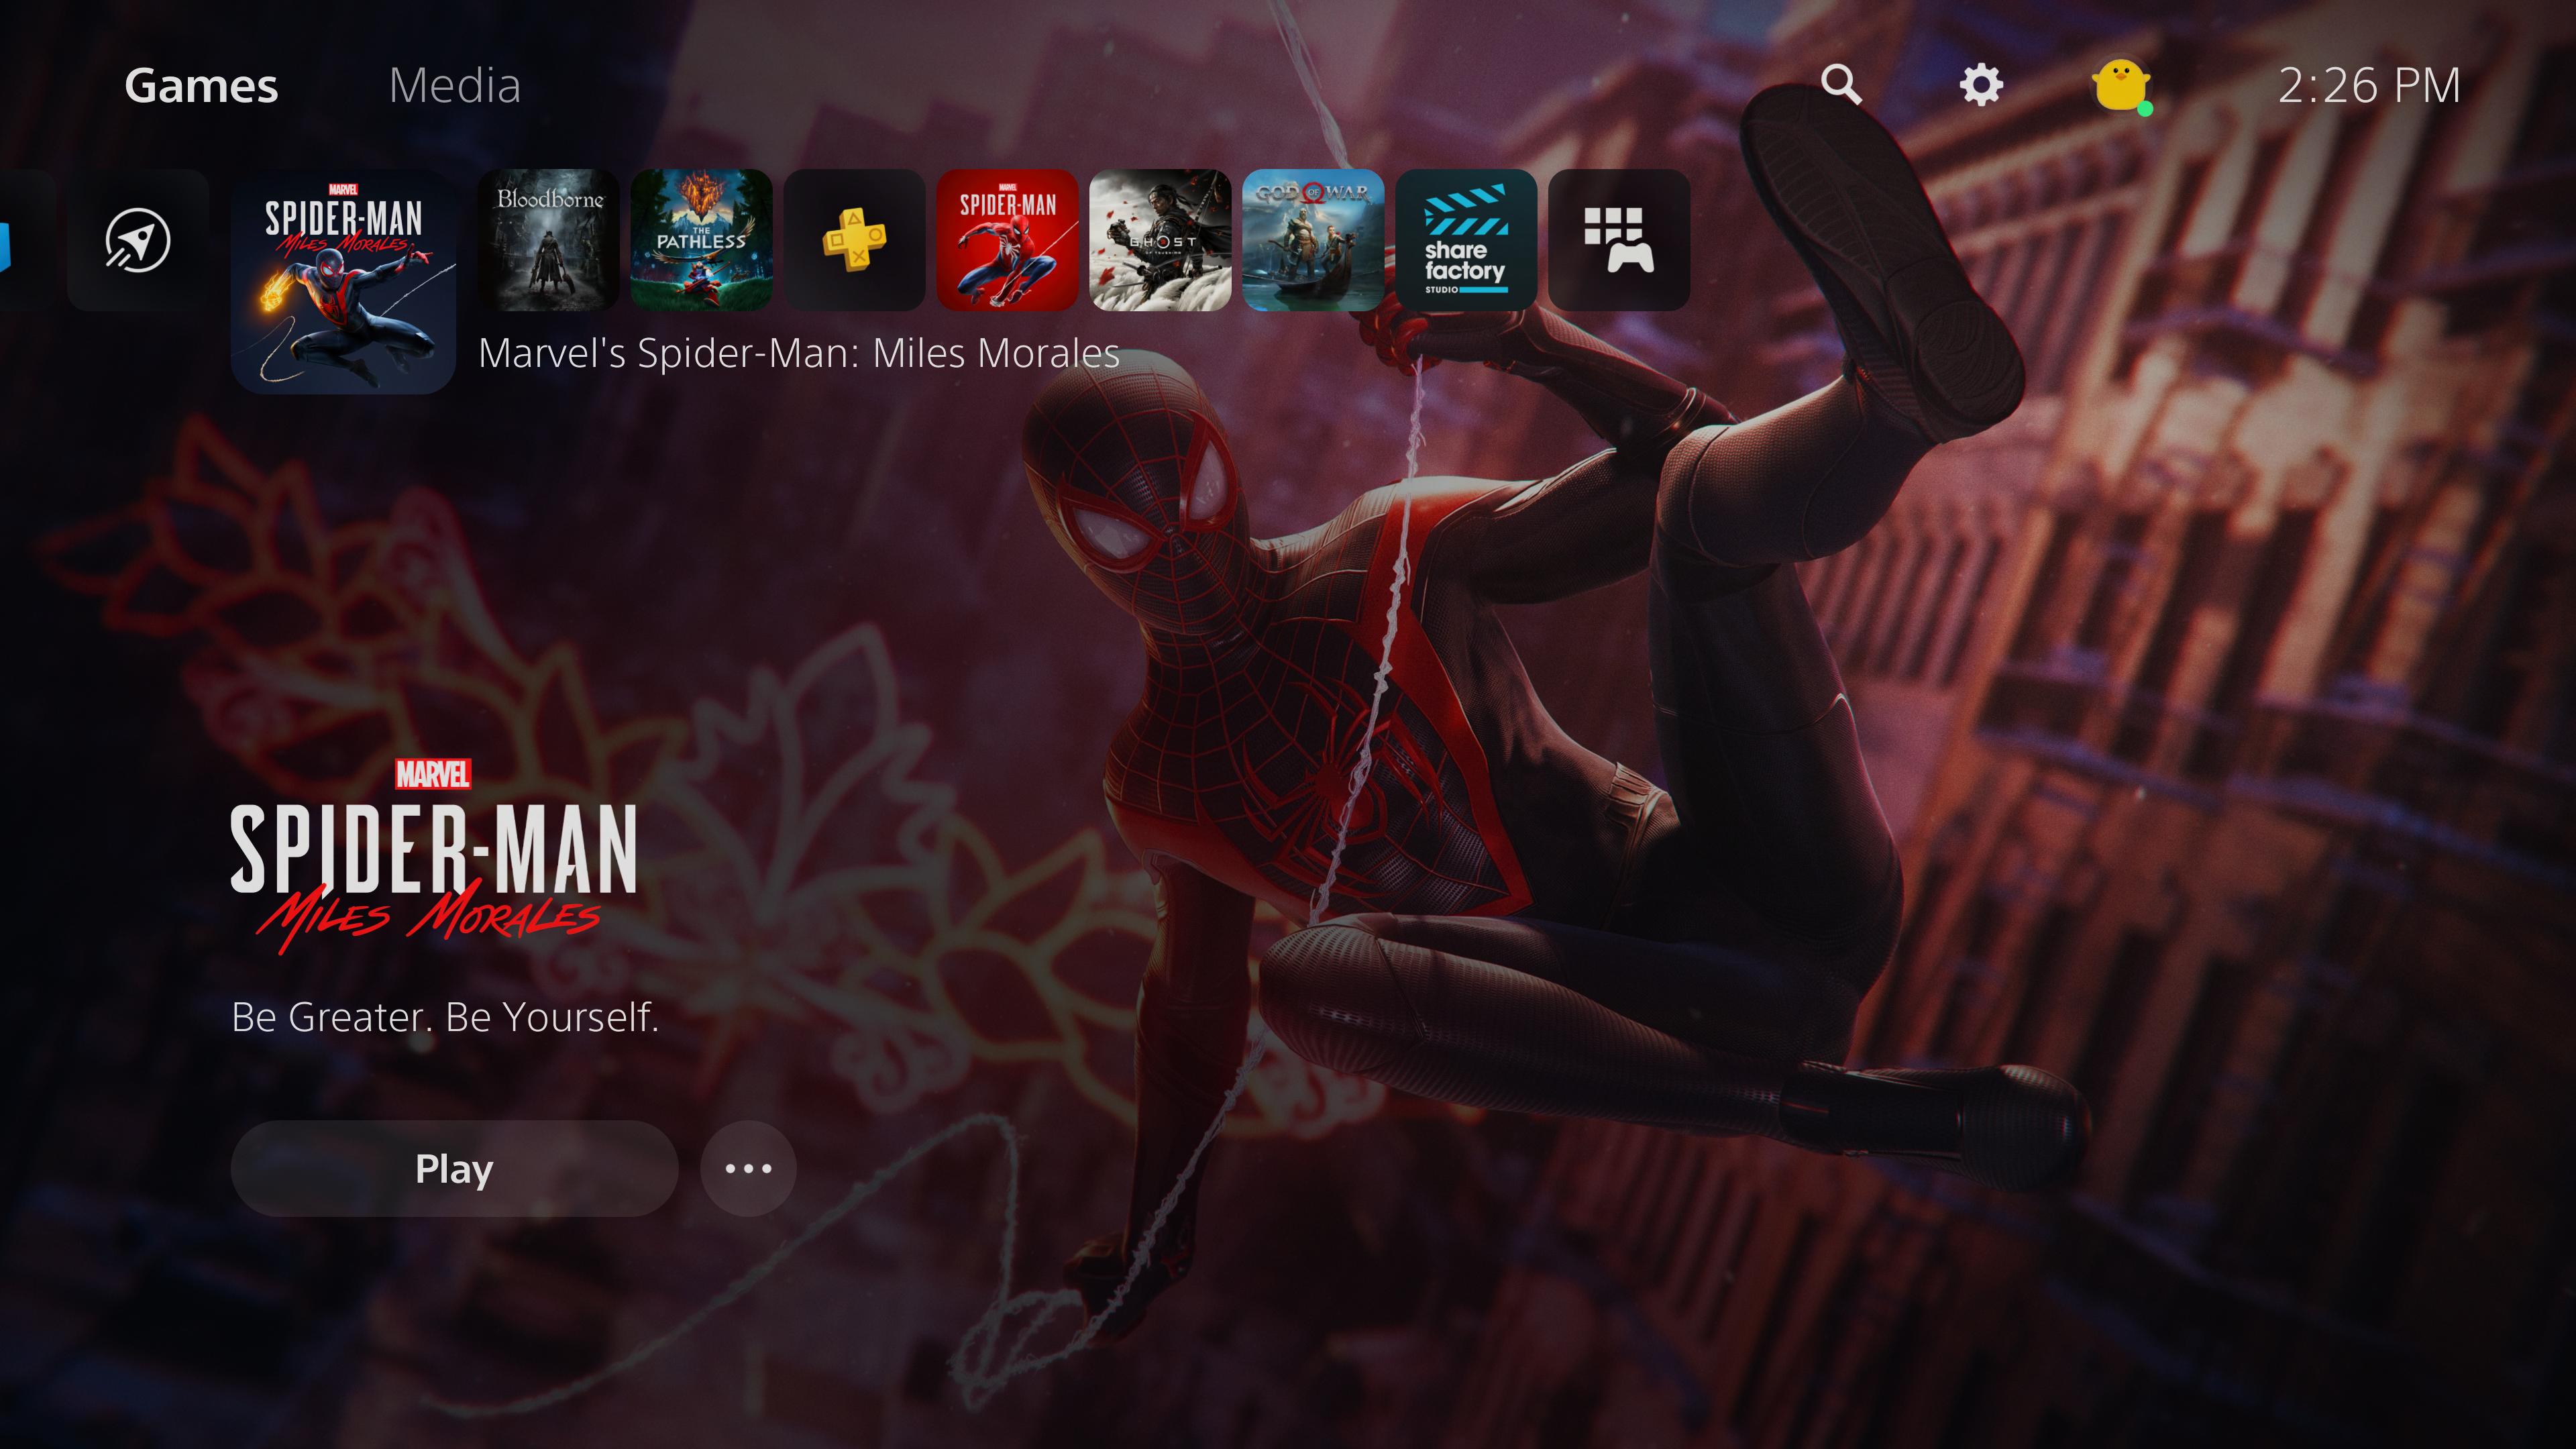 Games
Media
2:26 PM
MARVEL
SPIDER-MAN
MILES MORALES
Bloodborne
THE
PATHLESS
MARVEL
SPIDER-MAN
GHOST
OF TSUSHIMA
GOD OF WAR
share
factory
STUDIO
Marvel's Spider-Man: Miles Morales
MARVEL
SPIDER-MAN
MILES MORALES
Be Greater. Be Yourself.
Play